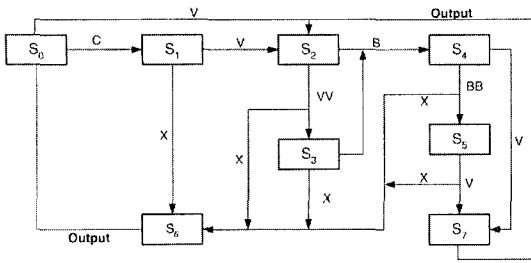 V
Output
S0 C S1 V S2 B S4
VV
BB
X
V
X
X
S3
S5
X
X
V
S6
S7
Output